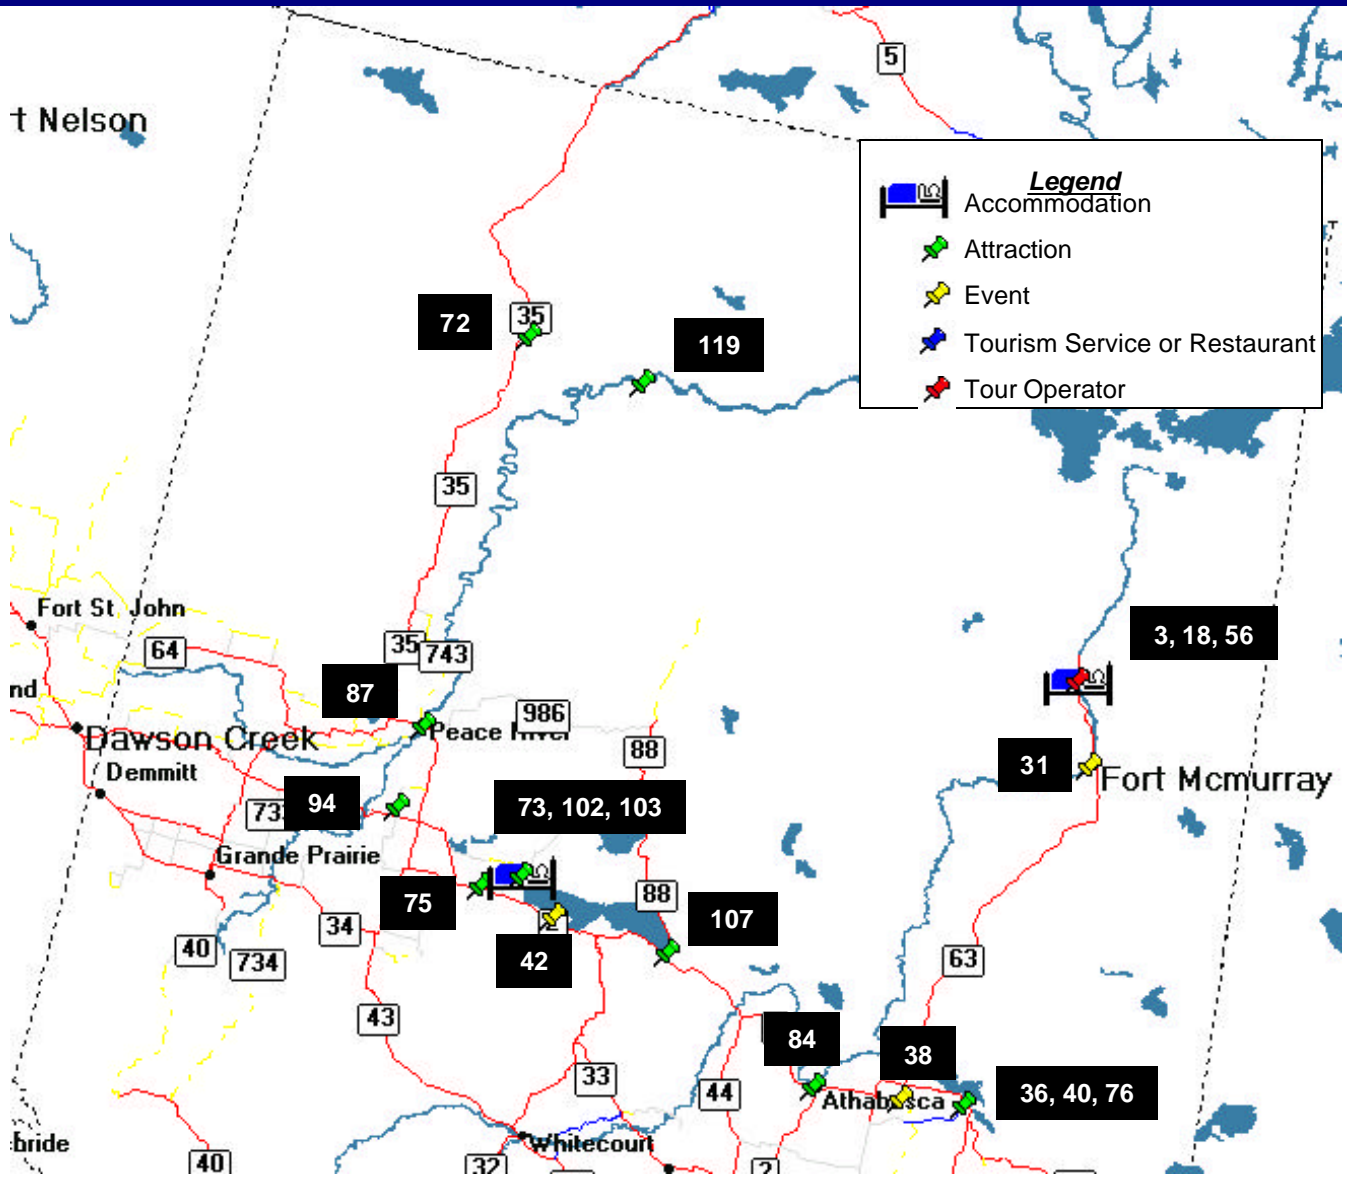 5
t Nelson
Legend
Accommodation
Attraction
Event
Tourism Service or Restaurant
Tour Operator
72
35
119
35
Fort St John
3, 18, 56
64
35
743
nd
87
986
Peace River
Dawson Creek
88
31
Fort Mcmurray
Demmitt
94
73, 102, 103
Grande Prairie
75
88
107
34
40
734
42
63
43
84
38
33
44
Athabasca
36, 40, 76
bride
Whitecourt
40
32
2